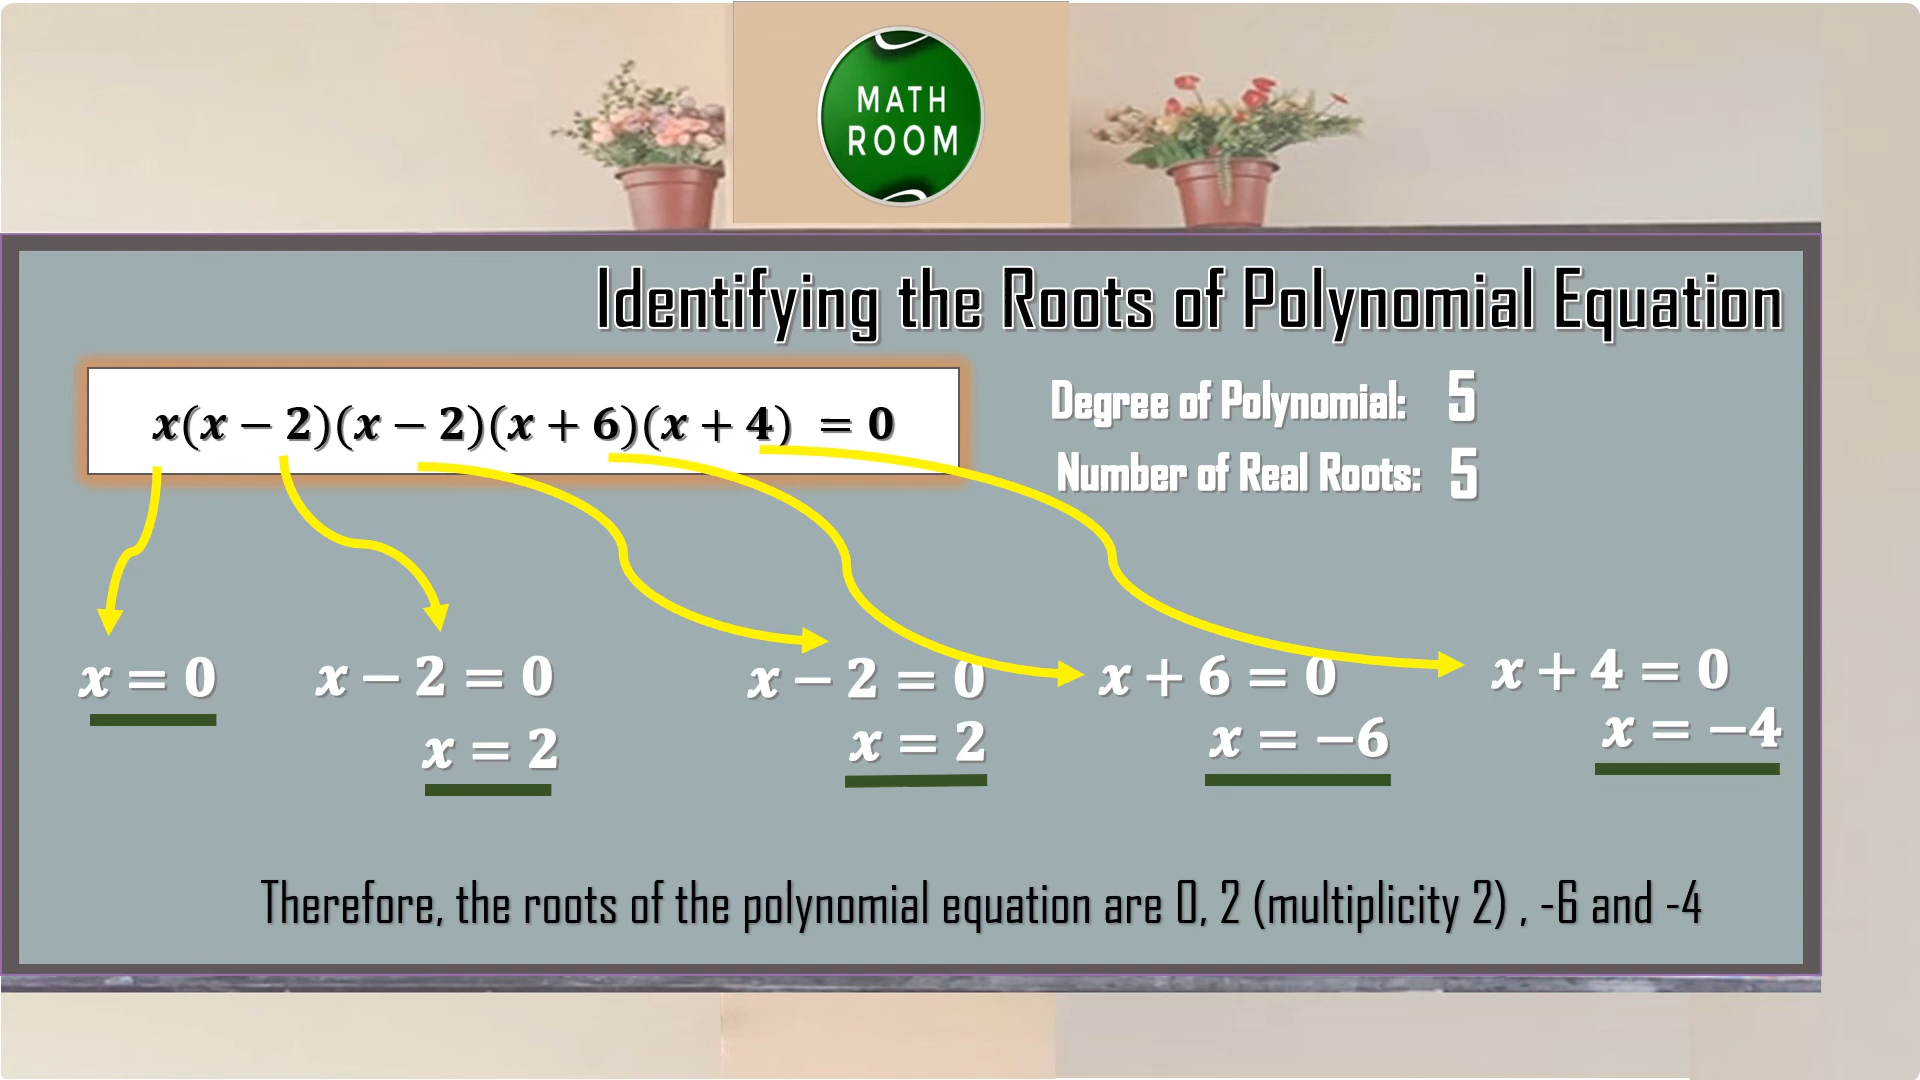 MATH
ROOM
Identifying the Roots of Polynomial Equation
x(x − 2)(x − 2)(x + 6)(x + 4) = 0
Degree of Polynomial: 5
Number of Real Roots: 5
x = 0
x − 2 = 0
x = 2
x − 2 = 0
x = 2
x + 6 = 0
x = −6
x + 4 = 0
x = −4
Therefore, the roots of the polynomial equation are 0, 2 (multiplicity 2) , -6 and -4